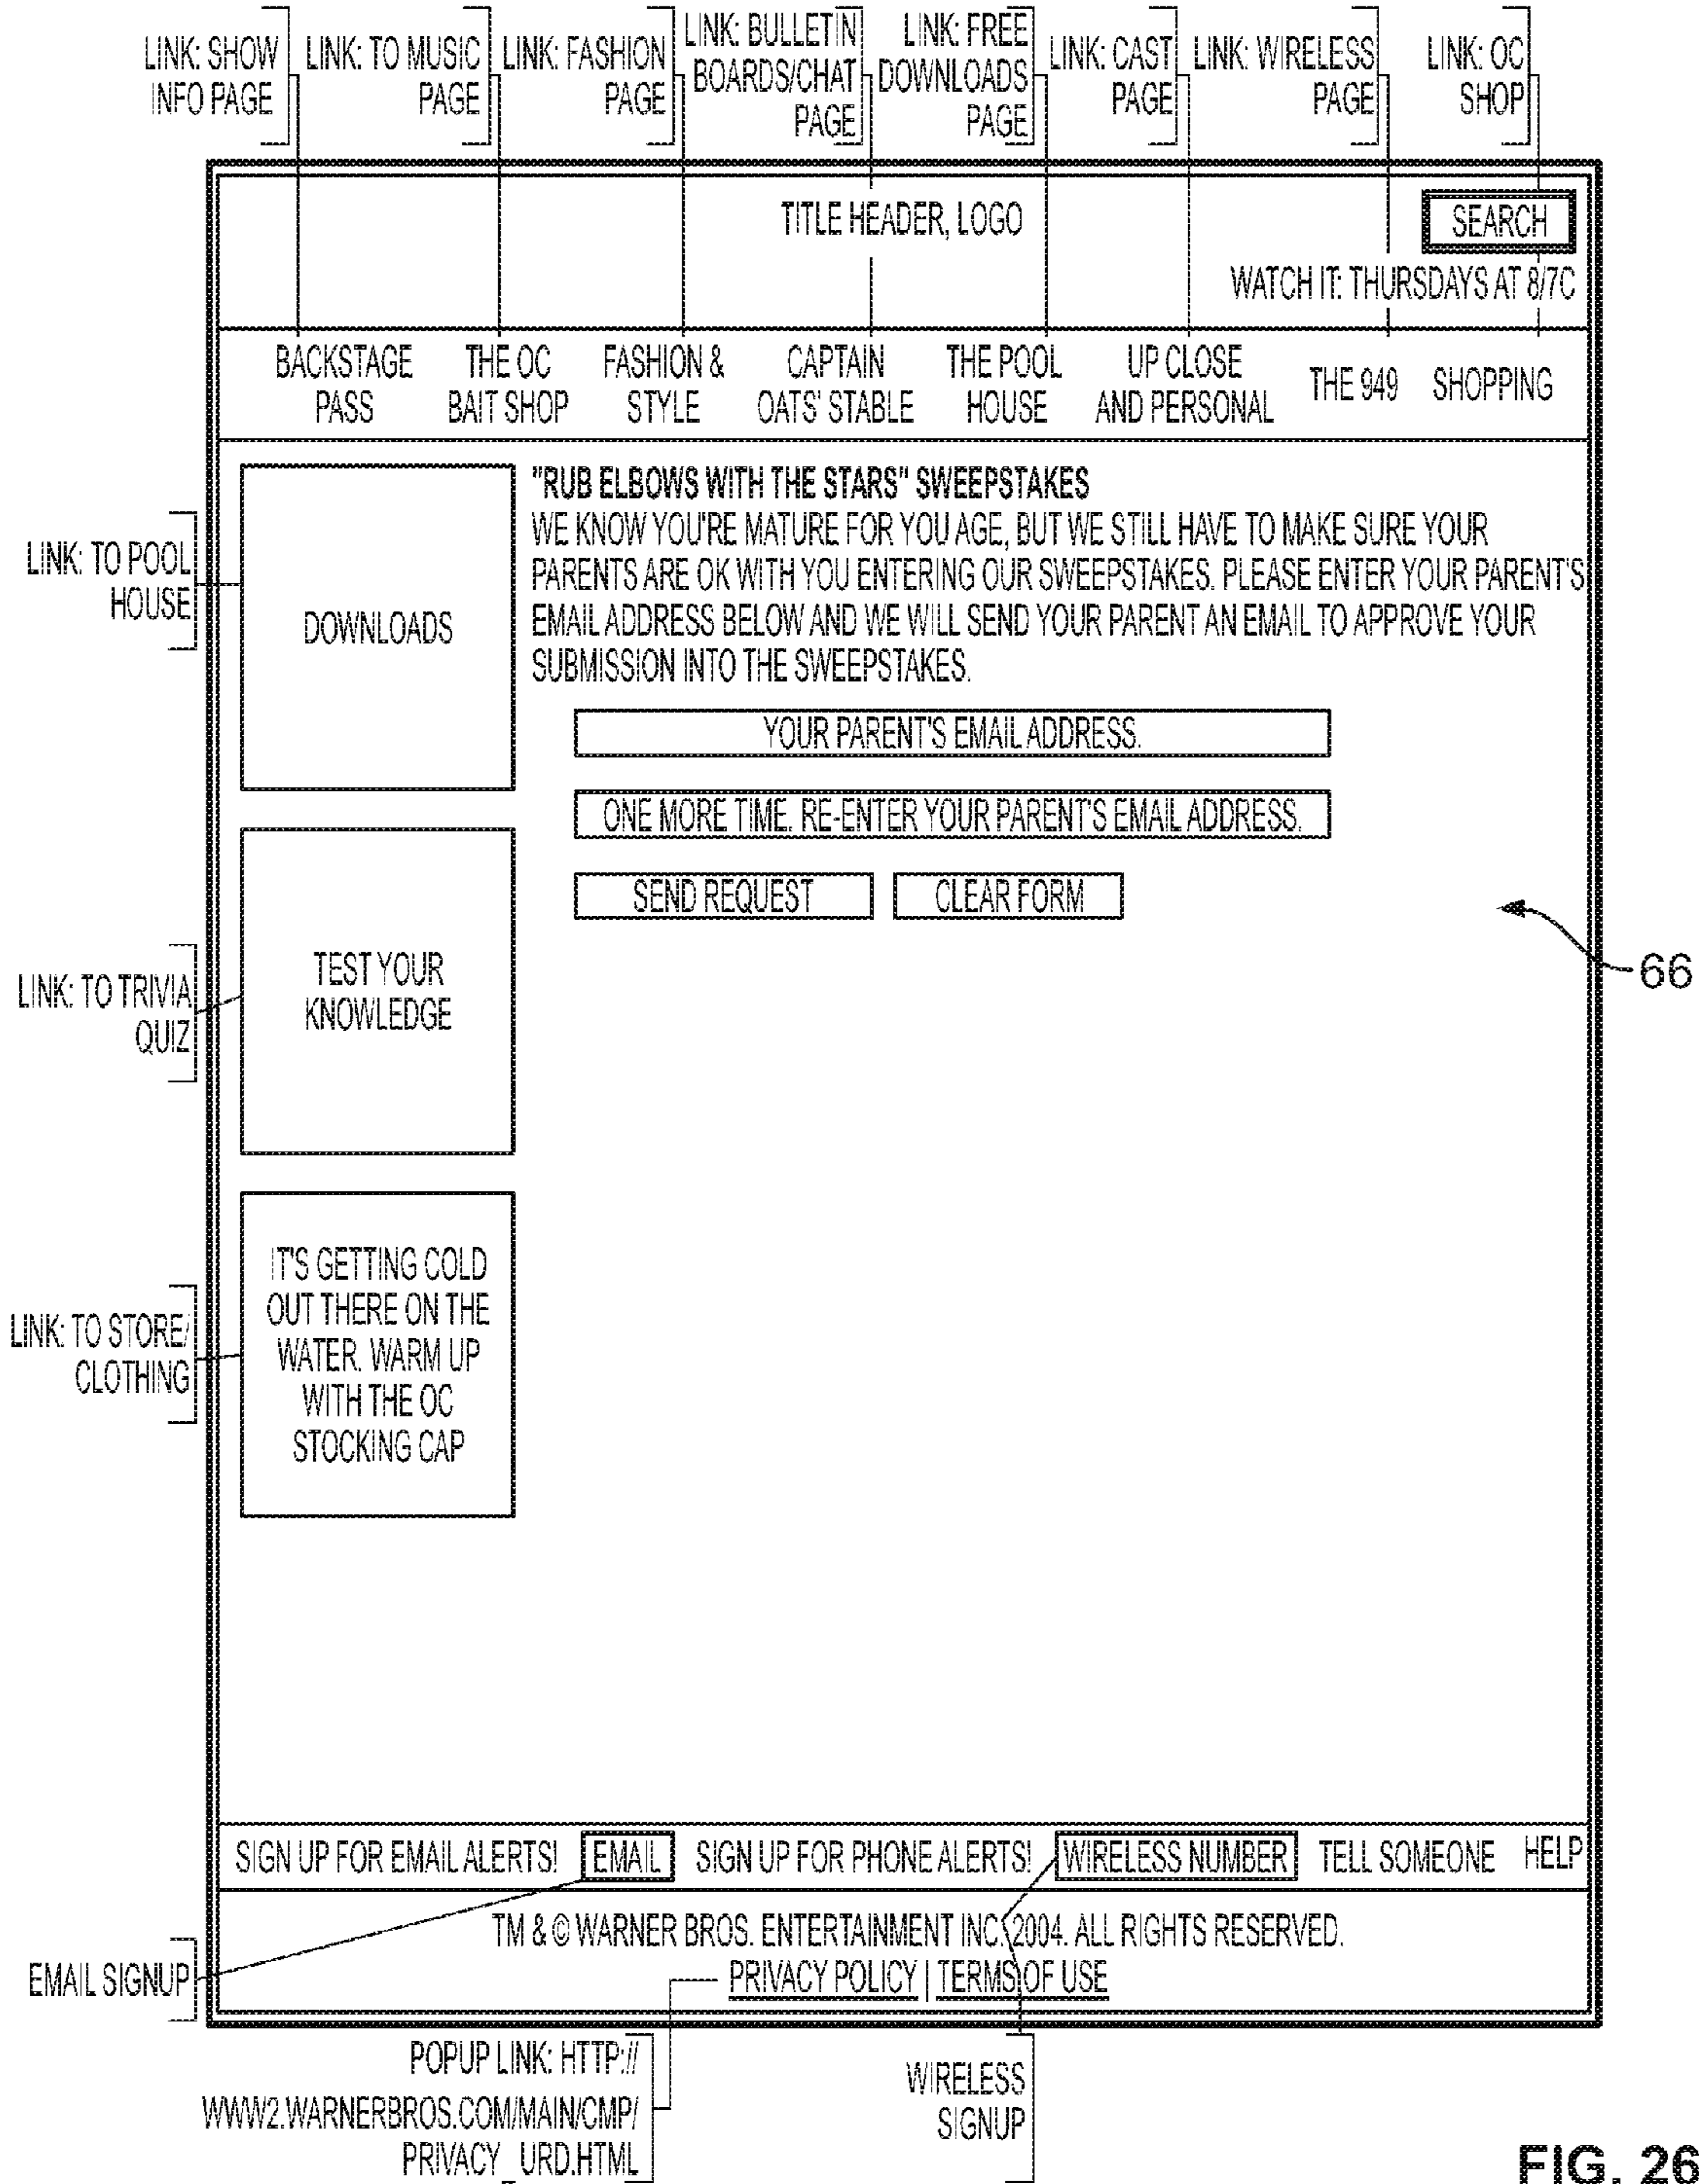 LINK: SHOW
INFO PAGE
LINK: TO MUSIC
PAGE
LINK: FASHION
PAGE
LINK: BULLETIN
BOARDS/CHAT
PAGE
LINK: FREE
DOWNLOADS
PAGE
LINK: CAST
PAGE
LINK: WIRELESS
PAGE
LINK: OC
SHOP
TITLE HEADER, LOGO
SEARCH
WATCH IT: THURSDAYS AT 8/7C
BACKSTAGE
PASS
THE OC
BAIT SHOP
FASHION &
STYLE
CAPTAIN
OATS' STABLE
THE POOL
HOUSE
UP CLOSE
AND PERSONAL
THE 949
SHOPPING
LINK: TO POOL
HOUSE
DOWNLOADS
"RUB ELBOWS WITH THE STARS" SWEEPSTAKES
WE KNOW YOU'RE MATURE FOR YOU AGE, BUT WE STILL HAVE TO MAKE SURE YOUR
PARENTS ARE OK WITH YOU ENTERING OUR SWEEPSTAKES. PLEASE ENTER YOUR PARENT'S
EMAIL ADDRESS BELOW AND WE WILL SEND YOUR PARENT AN EMAIL TO APPROVE YOUR
SUBMISSION INTO THE SWEEPSTAKES.
YOUR PARENT'S EMAIL ADDRESS.
ONE MORE TIME. RE-ENTER YOUR PARENT'S EMAIL ADDRESS.
SEND REQUEST
CLEAR FORM
66
LINK: TO TRIVIA
QUIZ
TEST YOUR
KNOWLEDGE
LINK: TO STORE/
CLOTHING
IT'S GETTING COLD
OUT THERE ON THE
WATER. WARM UP
WITH THE OC
STOCKING CAP
SIGN UP FOR EMAIL ALERTS! EMAIL SIGN UP FOR PHONE ALERTS! WIRELESS NUMBER TELL SOMEONE HELP
TM & © WARNER BROS. ENTERTAINMENT INC. 2004. ALL RIGHTS RESERVED.
PRIVACY POLICY | TERMS OF USE
EMAIL SIGNUP
POPUP LINK: HTTP://
WWW2.WARNERBROS.COM/MAIN/CMP/
PRIVACY_URD.HTML
WIRELESS
SIGNUP
FIG. 26